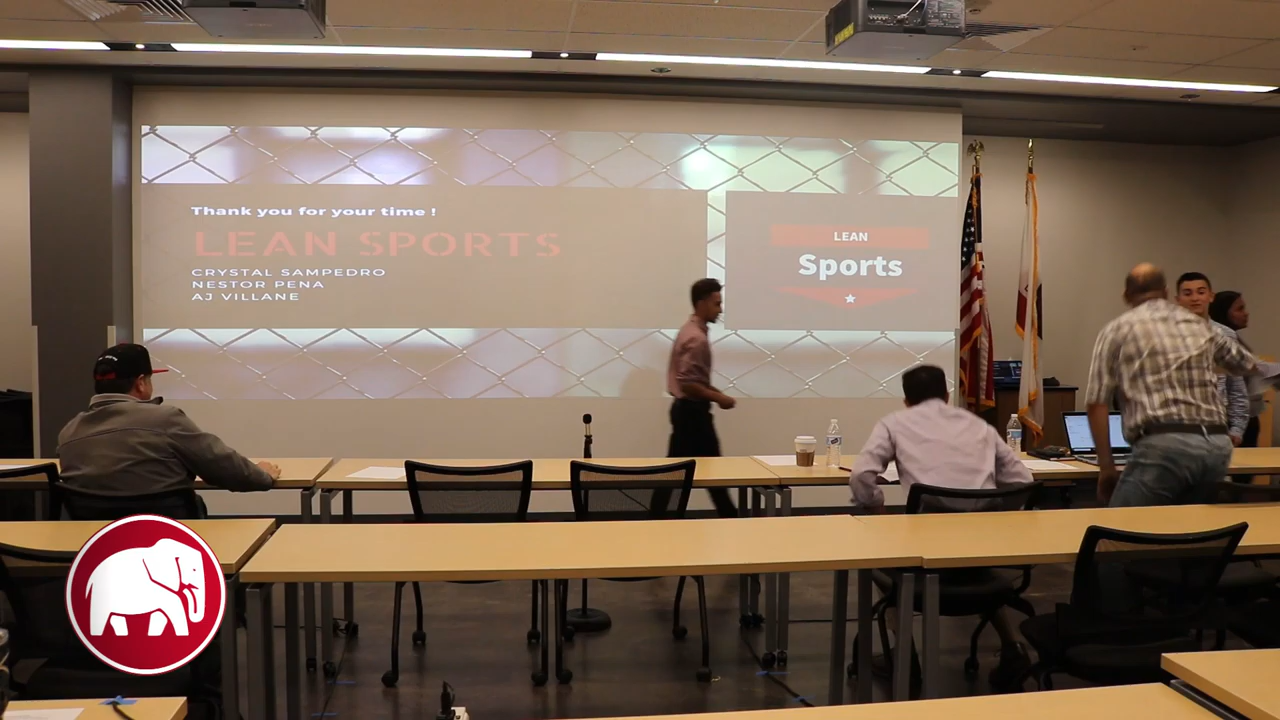 Thank you for your time !
LEAN SPORTS
CRYSTAL SAMPEDRO
NESTOR PENA
AJ VILLANE
LEAN
Sports